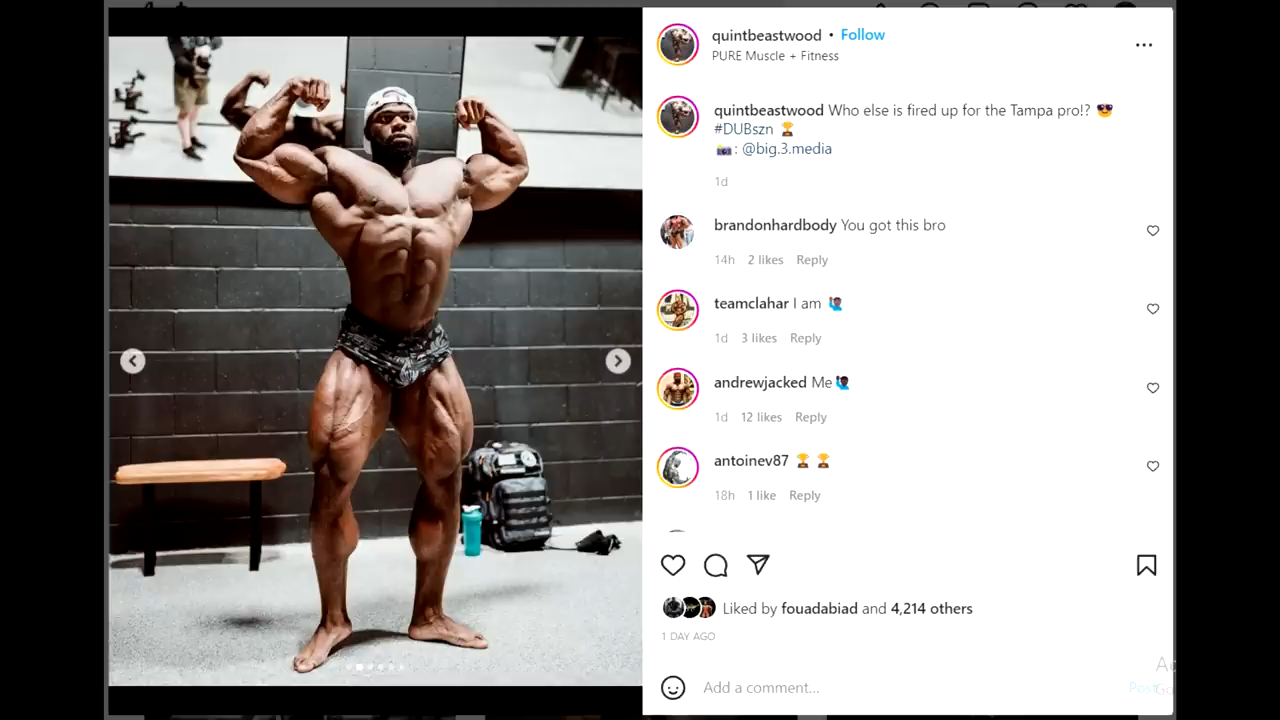 quintbeastwood • Follow
PURE Muscle + Fitness
quintbeastwood Who else is fired up for the Tampa pro!? 😎
#DUBszn 🏆
📸: @big.3.media
1d
brandonhardbody You got this bro
14h 2 likes Reply
teamclahar I am 🙋🏿‍♂️
1d 3 likes Reply
andrewjacked Me🙋🏿‍♂️
1d 12 likes Reply
antoinev87 🏆 🏆
18h 1 like Reply
Liked by fouadabiad and 4,214 others
1 DAY AGO
Add a comment...